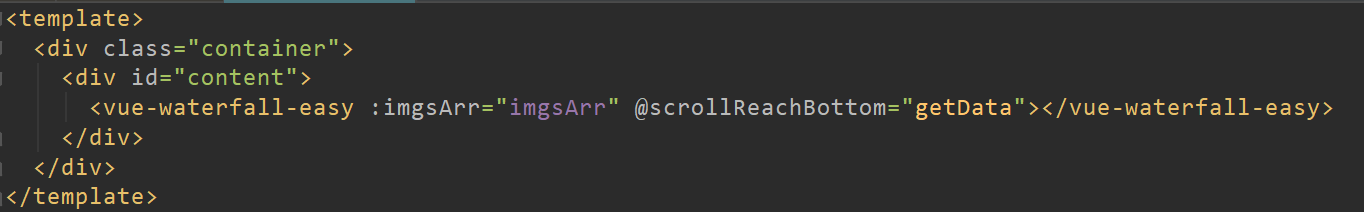 <template>
<div class="container">
<div id="content">
<vue-waterfall-easy :imgsArr="imgsArr" @scrollReachBottom="getData"></vue-waterfall-easy>
</div>
</div>
</template>